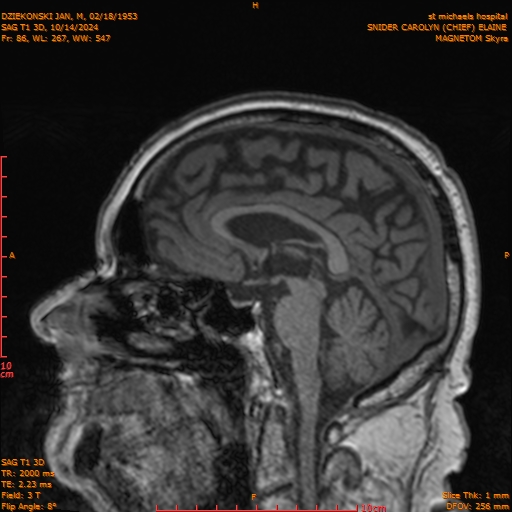 H
DZIEKONSKI JAN, M, 02/18/1953
SAG T1 3D, 10/14/2024
Fr: 86, WL: 267, WW: 547
st michaels hospital
SNIDER CAROLYN (CHIEF) ELAINE
MAGNETOM Skyra
A
P
10
cm
SAG T1 3D
TR: 2000 ms
TE: 2.23 ms
Field: 3 T
Flip Angle: 8°
F
10cm
Slice Thk: 1 mm
DFOV: 256 mm